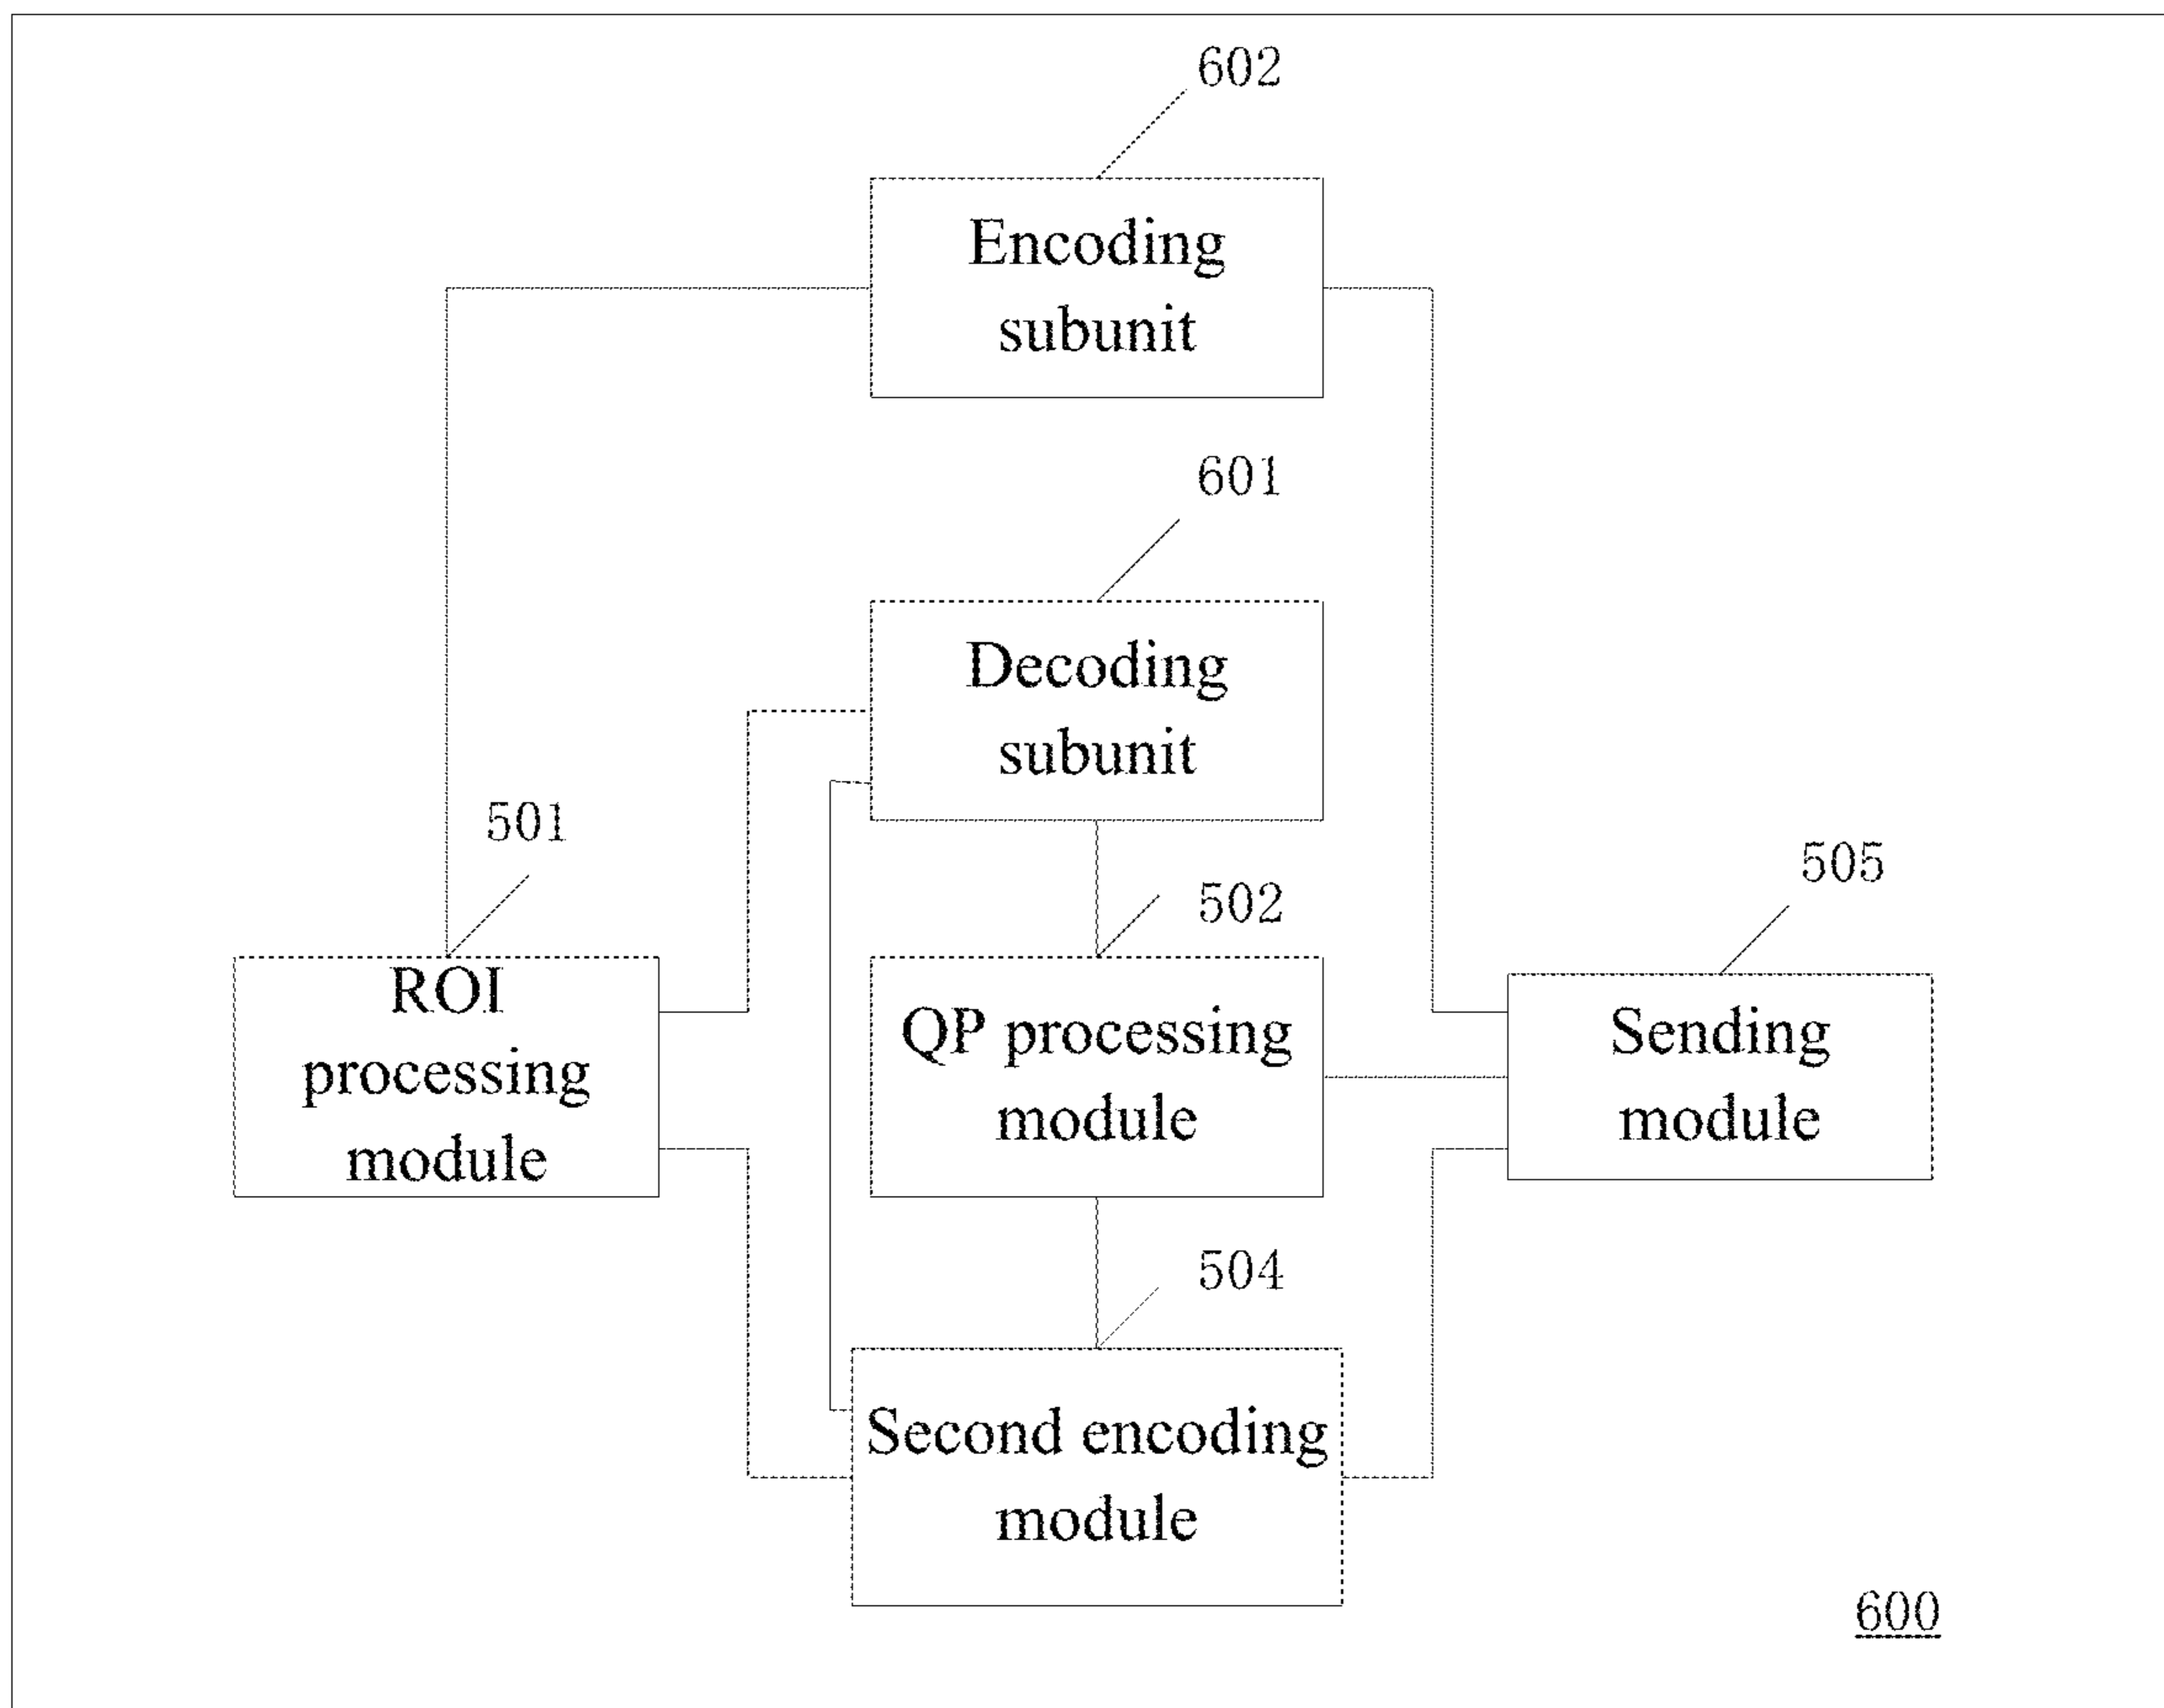 602
Encoding
subunit
601
Decoding
subunit
501
502
505
ROI
processing
module
QP processing
module
Sending
module
504
Second encoding
module
600